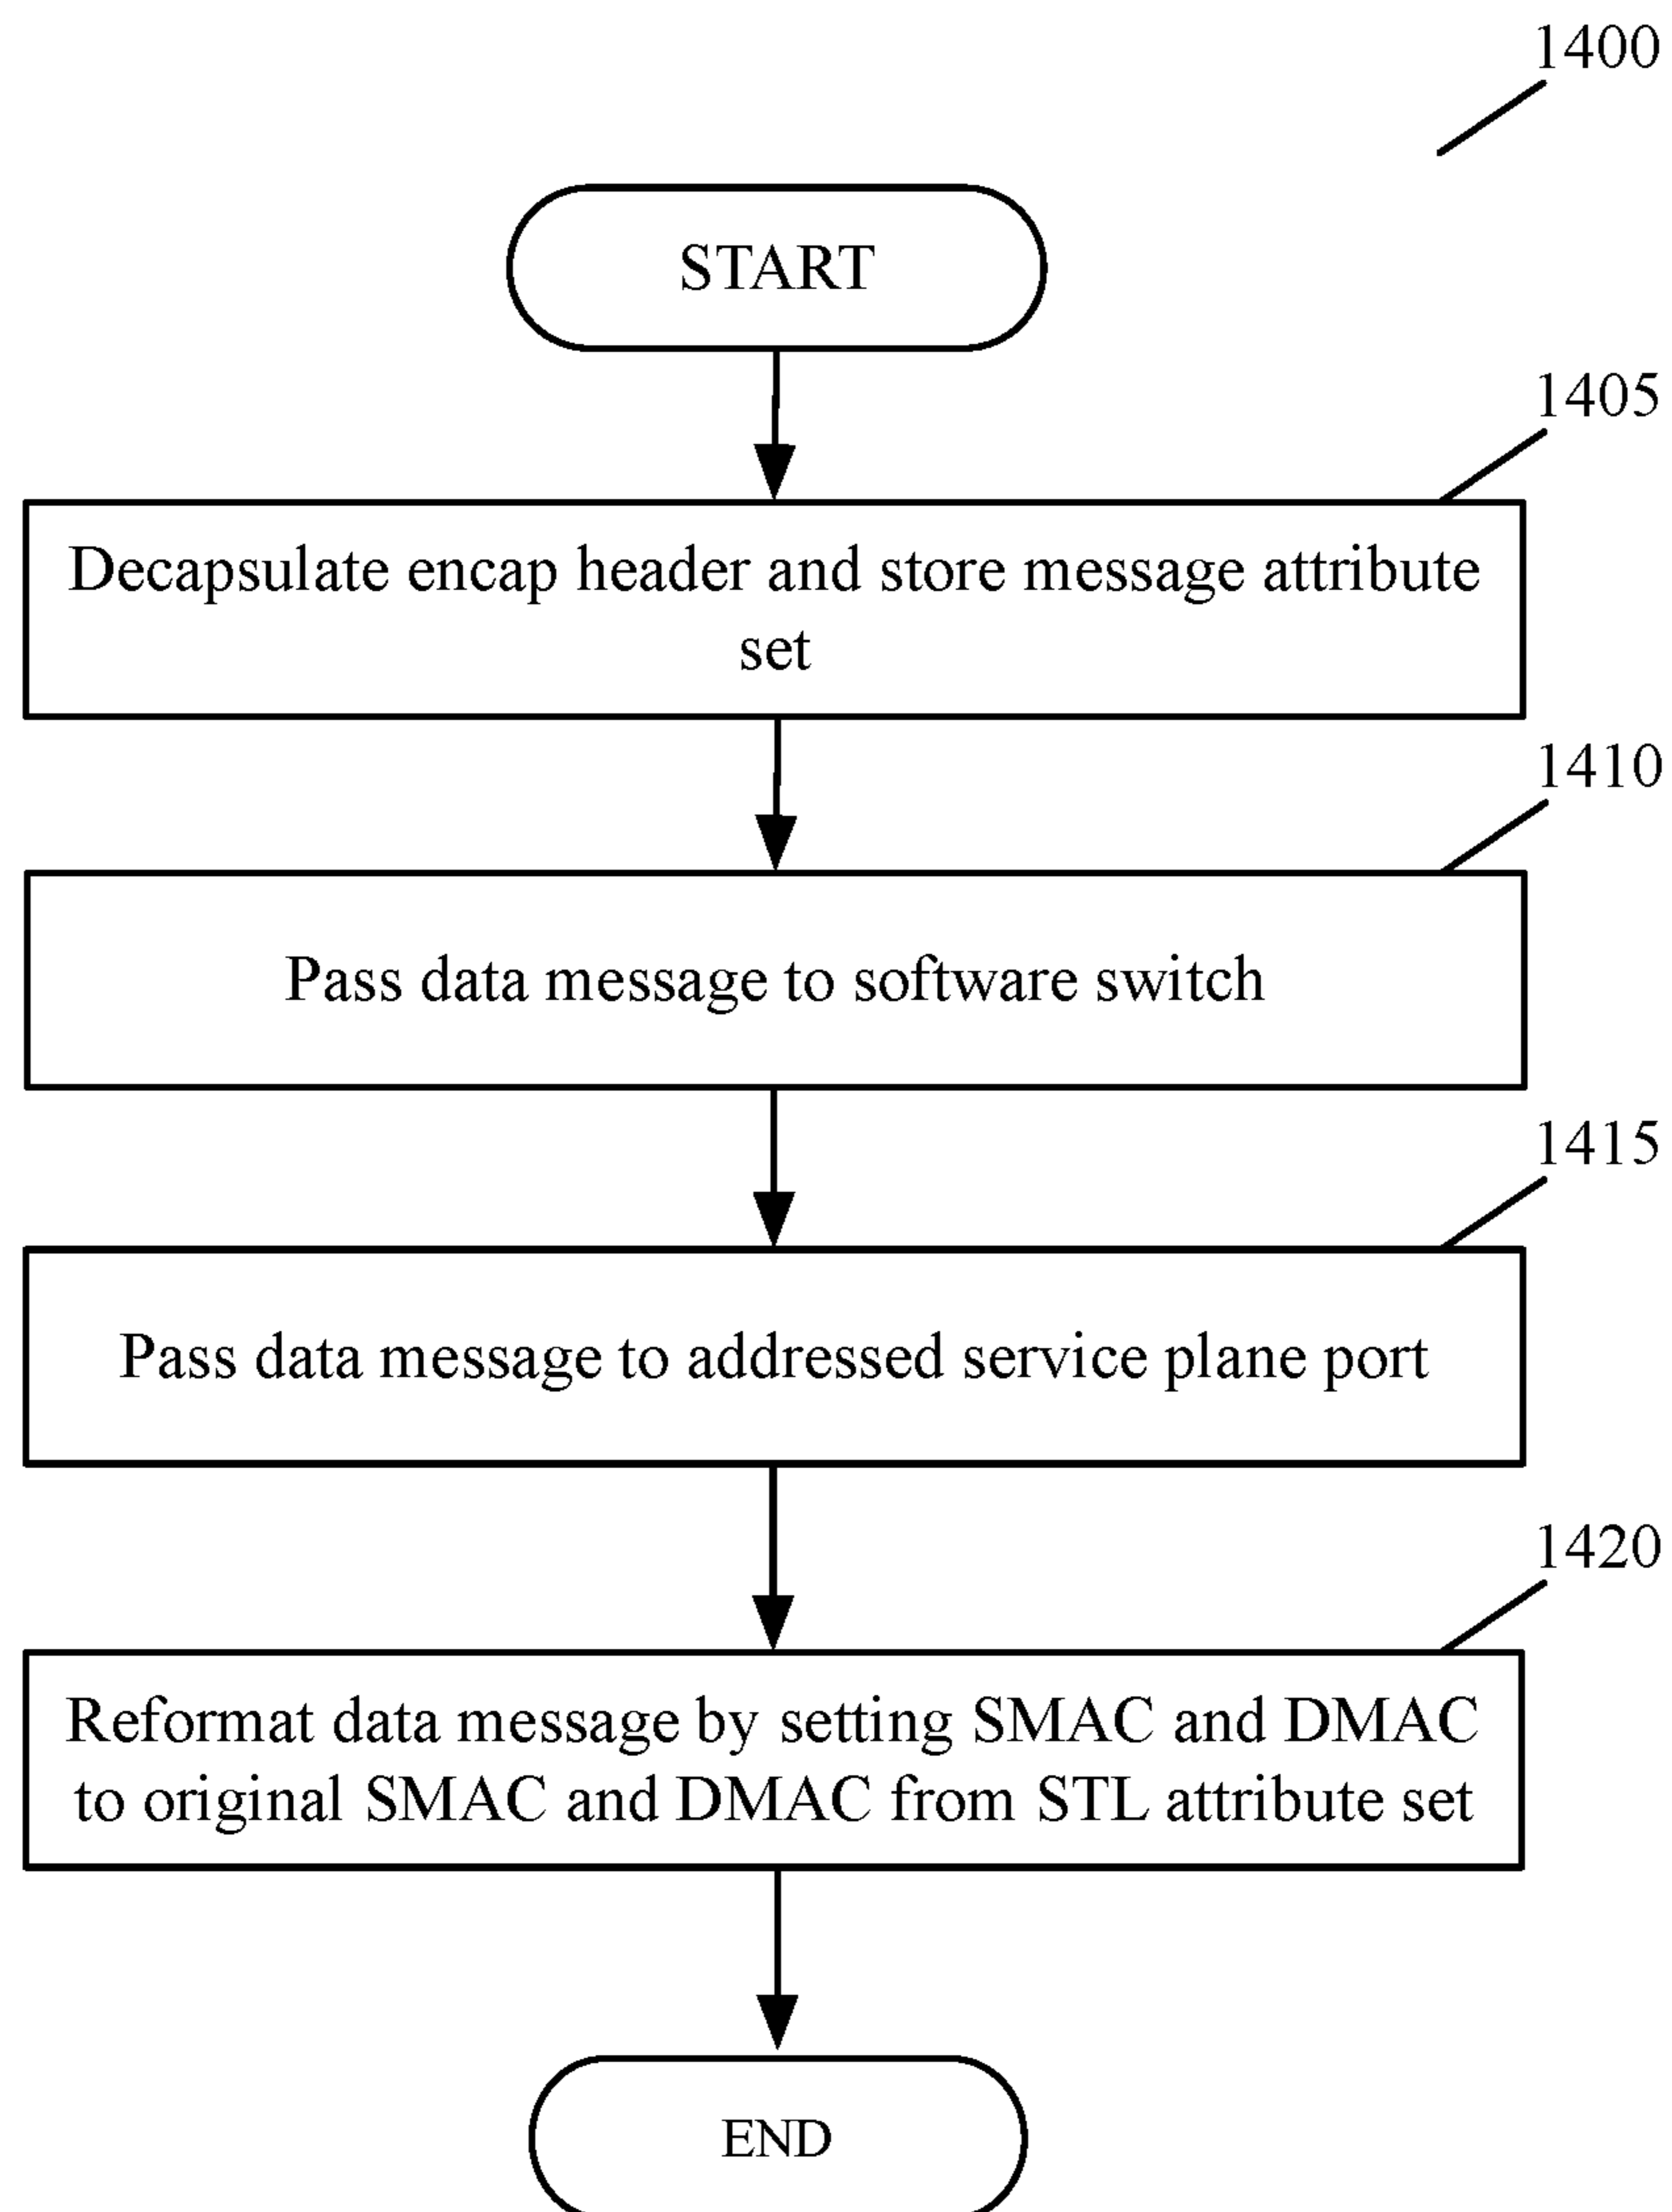 1400
START
1405
Decapsulate encap header and store message attribute
set
1410
Pass data message to software switch
1415
Pass data message to addressed service plane port
1420
Reformat data message by setting SMAC and DMAC
to original SMAC and DMAC from STL attribute set
END